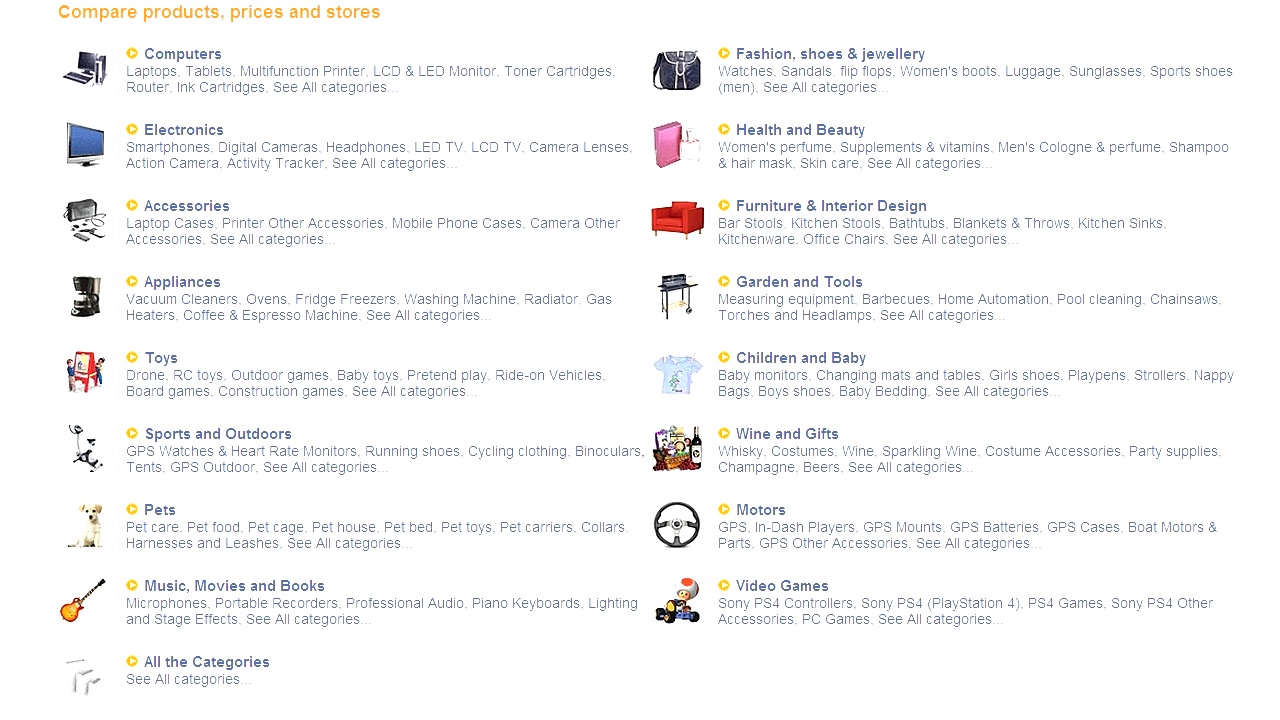 Compare products, prices and stores
Computers
Laptops, Tablets, Multifunction Printer, LCD & LED Monitor, Toner Cartridges,
Router, Ink Cartridges, See All categories...
Electronics
Smartphones, Digital Cameras, Headphones, LED TV, LCD TV, Camera Lenses,
Action Camera, Activity Tracker, See All categories...
Accessories
Laptop Cases, Printer Other Accessories, Mobile Phone Cases, Camera Other
Accessories, See All categories...
Appliances
Vacuum Cleaners, Ovens, Fridge Freezers, Washing Machine, Radiator, Gas
Heaters, Coffee & Espresso Machine, See All categories...
Toys
Drone, RC toys, Outdoor games, Baby toys, Pretend play, Ride-on Vehicles,
Board games, Construction games, See All categories...
Sports and Outdoors
GPS Watches & Heart Rate Monitors, Running shoes, Cycling clothing, Binoculars,
Tents, GPS Outdoor, See All categories...
Pets
Pet care, Pet food, Pet cage, Pet house, Pet bed, Pet toys, Pet carriers, Collars,
Harnesses and Leashes, See All categories...
Music, Movies and Books
Microphones, Portable Recorders, Professional Audio, Piano Keyboards, Lighting
and Stage Effects, See All categories...
All the Categories
See All categories...
Fashion, shoes & jewellery
Watches, Sandals, flip flops, Women's boots, Luggage, Sunglasses, Sports shoes
(men), See All categories...
Health and Beauty
Women's perfume, Supplements & vitamins, Men's Cologne & perfume, Shampoo
& hair mask, Skin care, See All categories...
Furniture & Interior Design
Bar Stools, Kitchen Stools, Bathtubs, Blankets & Throws, Kitchen Sinks,
Kitchenware, Office Chairs, See All categories...
Garden and Tools
Measuring equipment, Barbecues, Home Automation, Pool cleaning, Chainsaws,
Torches and Headlamps, See All categories...
Children and Baby
Baby monitors, Changing mats and tables, Girls shoes, Playpens, Strollers, Nappy
Bags, Boys shoes, Baby Bedding, See All categories...
Wine and Gifts
Whisky, Costumes, Wine, Sparkling Wine, Costume Accessories, Party supplies,
Champagne, Beers, See All categories...
Motors
GPS, In-Dash Players, GPS Mounts, GPS Batteries, GPS Cases, Boat Motors &
Parts, GPS Other Accessories, See All categories...
Video Games
Sony PS4 Controllers, Sony PS4 (PlayStation 4), PS4 Games, Sony PS4 Other
Accessories, PC Games, See All categories...